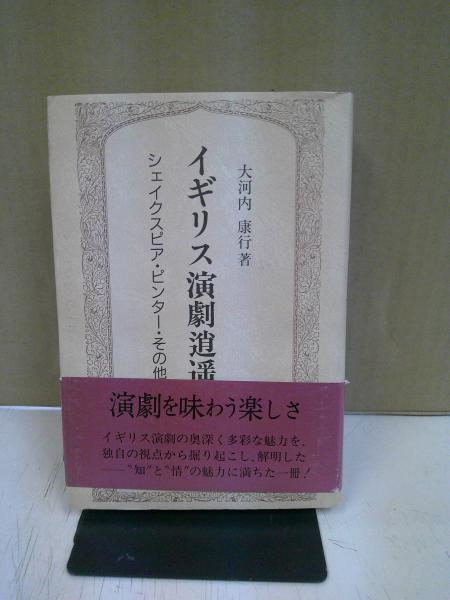 大河内 康行 著
イギリス演劇逍遥
シェイクスピア・ピンター・その他
演劇を味わう楽しさ
イギリス演劇の奥深く多彩な魅力を、
独自の視点から掘り起こし、解明した
――〝知〟と〝情〟の魅力に満ちた一冊!